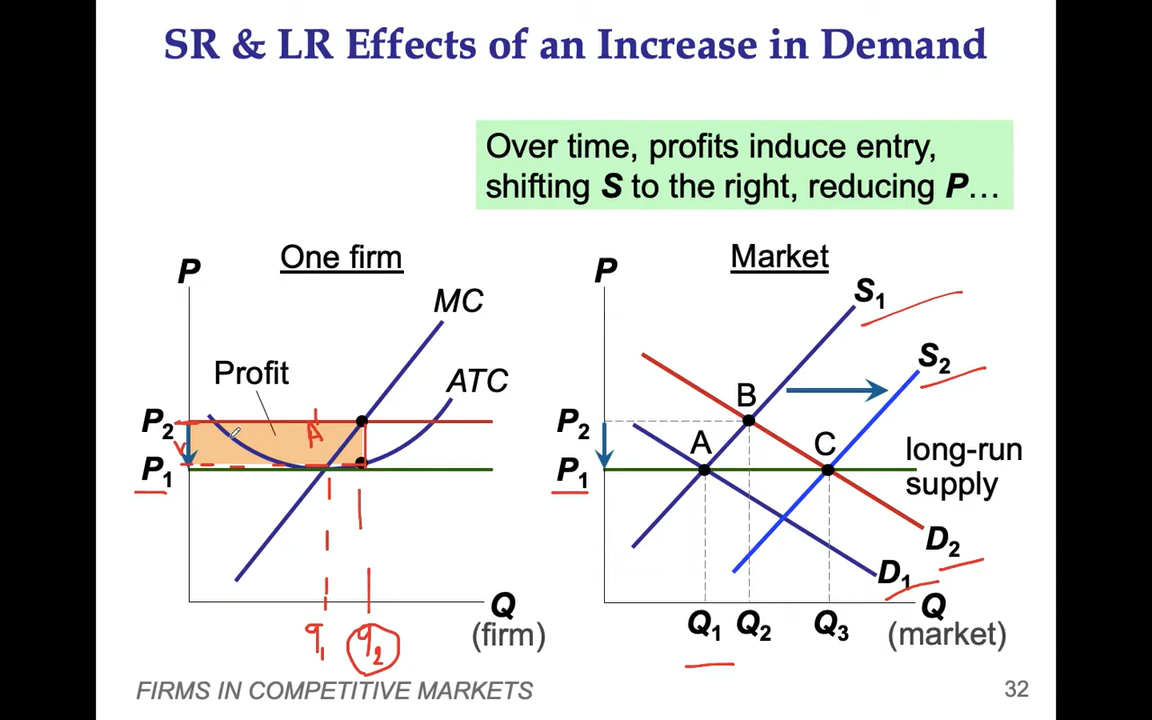 SR & LR Effects of an Increase in Demand
Over time, profits induce entry,
shifting S to the right, reducing P…
One firm
P
MC
Profit
ATC
P2
P1
A
q1
q2
Q
(firm)
Market
P
S1
S2
B
P2
A
C
P1
long-run
supply
D2
D1
Q1 Q2 Q3
Q
(market)
FIRMS IN COMPETITIVE MARKETS
32